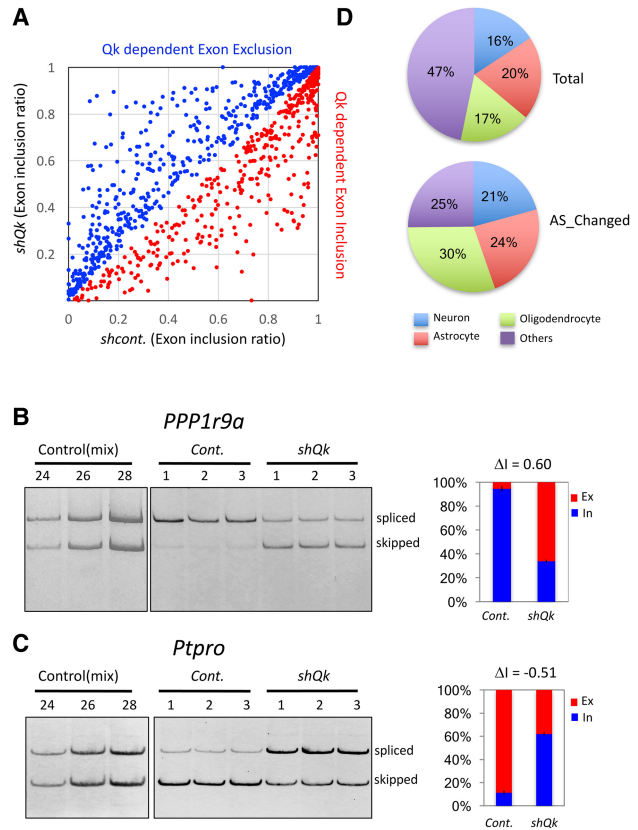 A
Qk dependent Exon Exclusion
1
0.8
0.6
0.4
0.2
0
0.2
0.4
0.6
0.8
1
shQk (Exon inclusion ratio)
shcont. (Exon inclusion ratio)
Qk dependent Exon Inclusion
D
16%
20%
17%
47%
Total
21%
24%
30%
25%
AS_Changed
Neuron
Oligodendrocyte
Astrocyte
Others
B
PPP1r9a
Control(mix)
Cont.
shQk
24 26 28
1 2 3 1 2 3
spliced
skipped
ΔI = 0.60
100%
80%
60%
40%
20%
0%
Ex
In
Cont. shQk
C
Ptpro
Control(mix)
Cont.
shQk
24 26 28
1 2 3 1 2 3
spliced
skipped
ΔI = -0.51
100%
80%
60%
40%
20%
0%
Ex
In
Cont. shQk